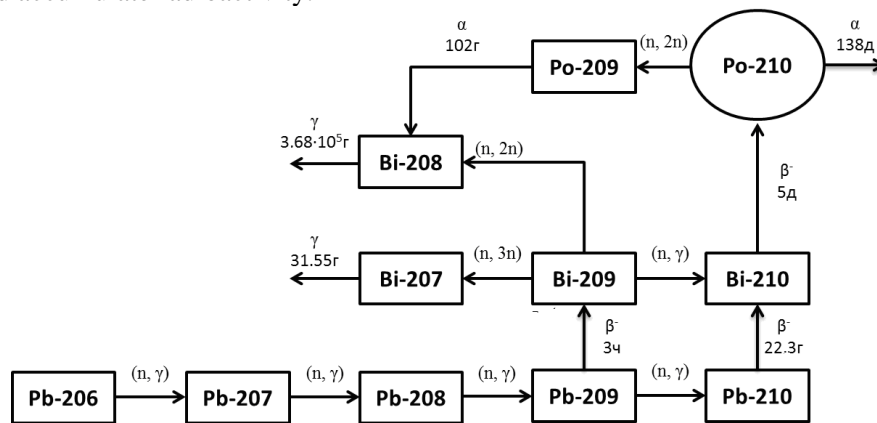 α
102г
(n, 2n)
α
138д
Po-209
Po-210
γ
3.68·10⁵г
Bi-208
(n, 2n)
β⁻
5д
γ
31.55г
Bi-207
(n, 3n)
Bi-209
(n, γ)
Bi-210
β⁻
3ч
β⁻
22.3г
Pb-206
(n, γ)
Pb-207
(n, γ)
Pb-208
(n, γ)
Pb-209
(n, γ)
Pb-210